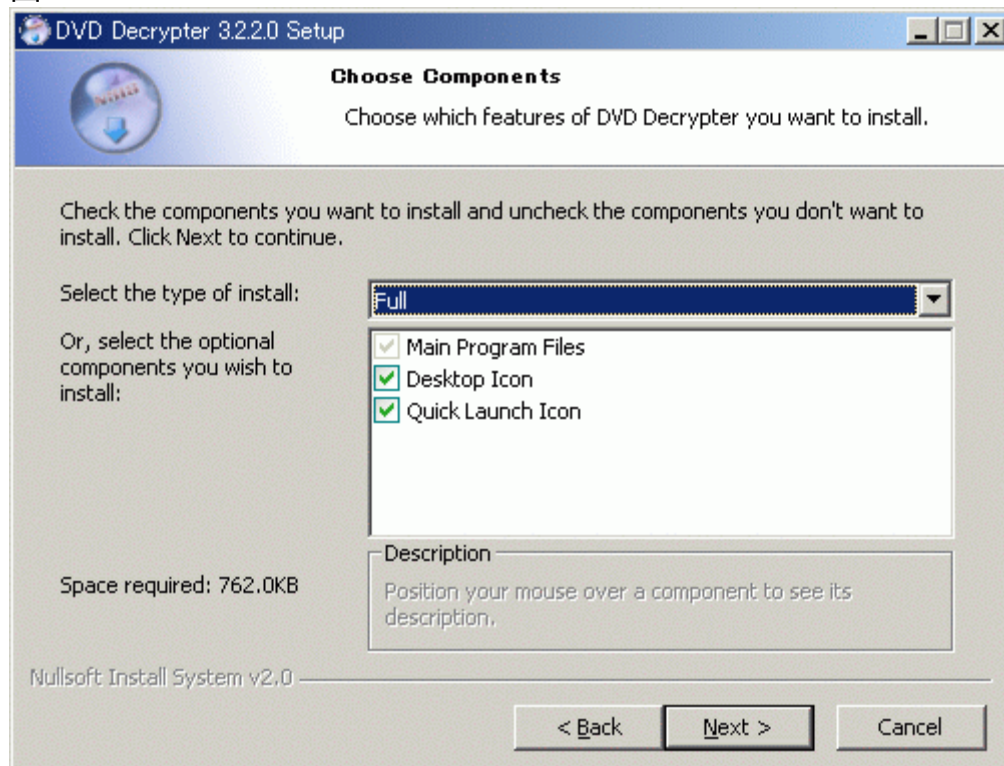 DVD Decrypter 3.2.2.0 Setup
Choose Components
Choose which features of DVD Decrypter you want to install.
Check the components you want to install and uncheck the components you don't want to
install. Click Next to continue.
Select the type of install:
Full
Or, select the optional
components you wish to
install:
Main Program Files
Desktop Icon
Quick Launch Icon
Space required: 762.0KB
Description
Position your mouse over a component to see its
description.
Nullsoft Install System v2.0
< Back
Next >
Cancel